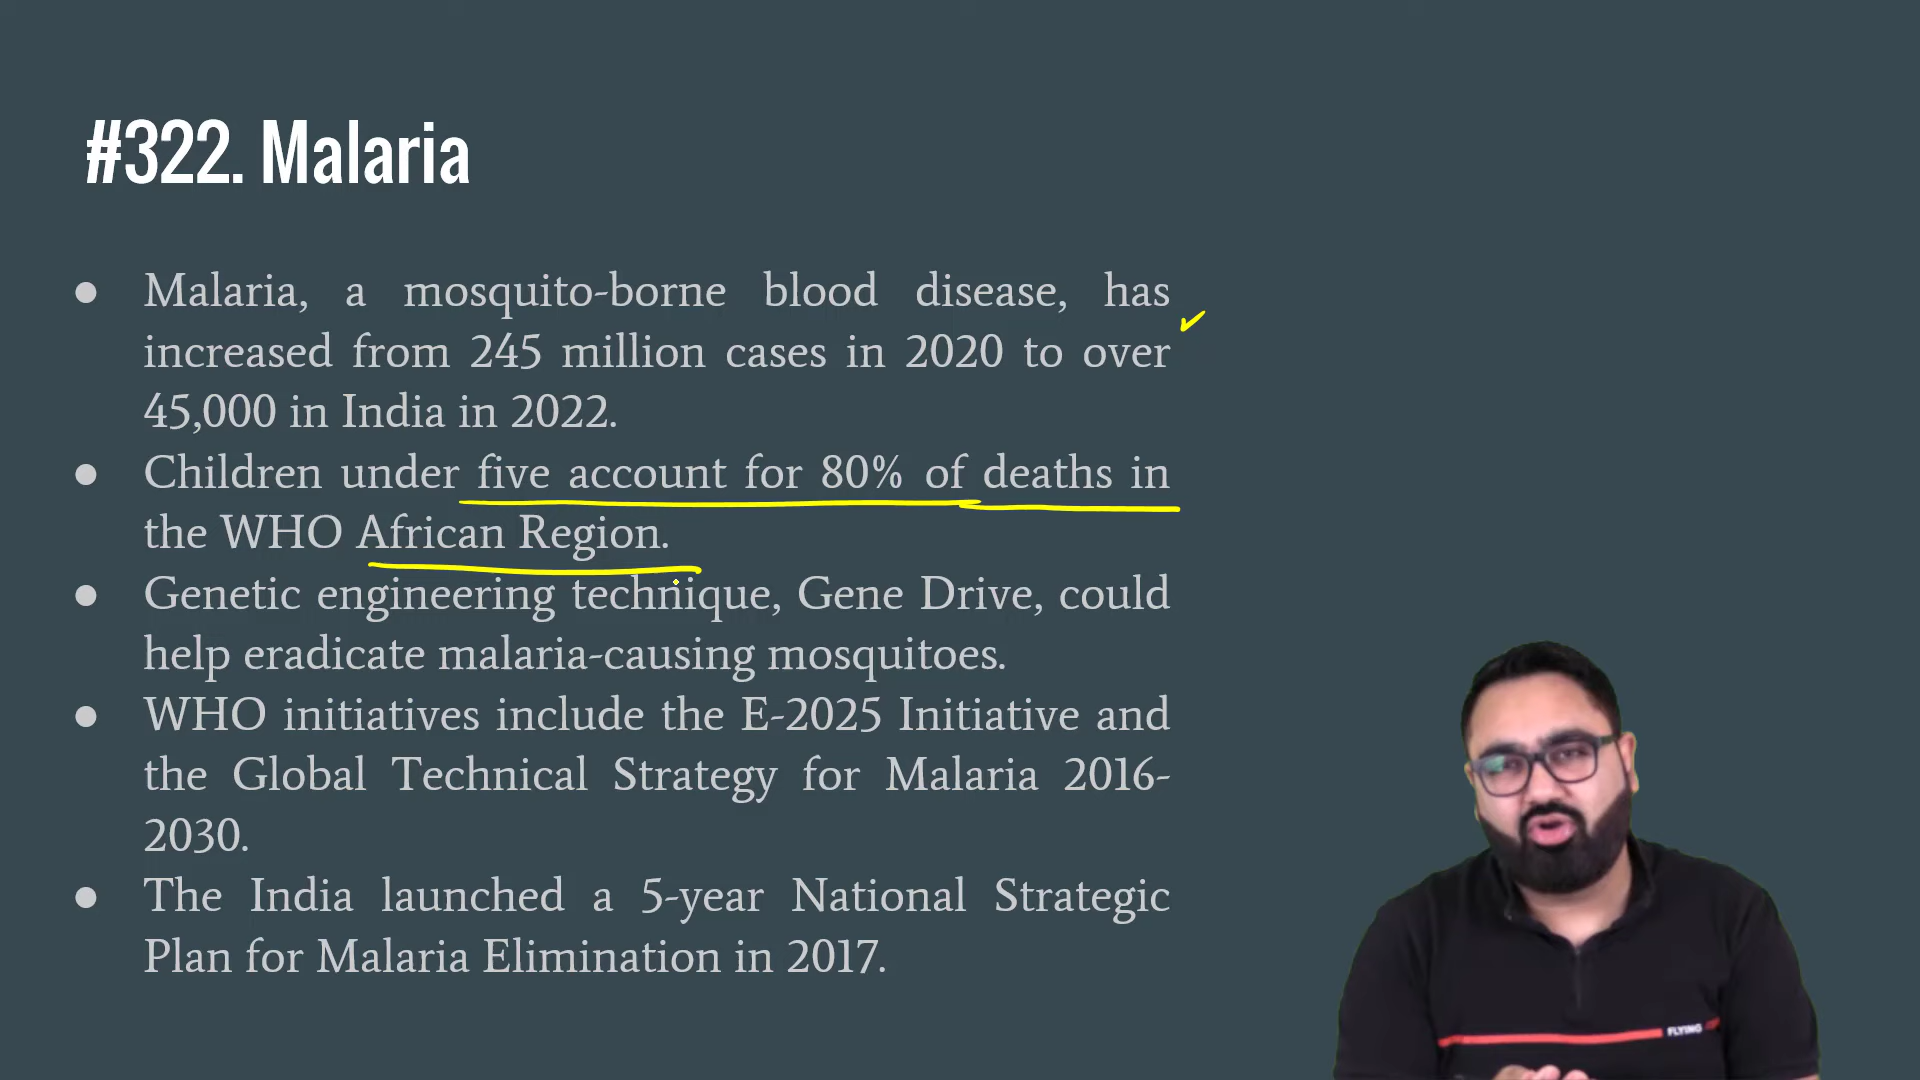 #322. Malaria
● Malaria, a mosquito-borne blood disease, has
increased from 245 million cases in 2020 to over
45,000 in India in 2022.
● Children under five account for 80% of deaths in
the WHO African Region.
● Genetic engineering technique, Gene Drive, could
help eradicate malaria-causing mosquitoes.
● WHO initiatives include the E-2025 Initiative and
the Global Technical Strategy for Malaria 2016-
2030.
● The India launched a 5-year National Strategic
Plan for Malaria Elimination in 2017.
FLYING